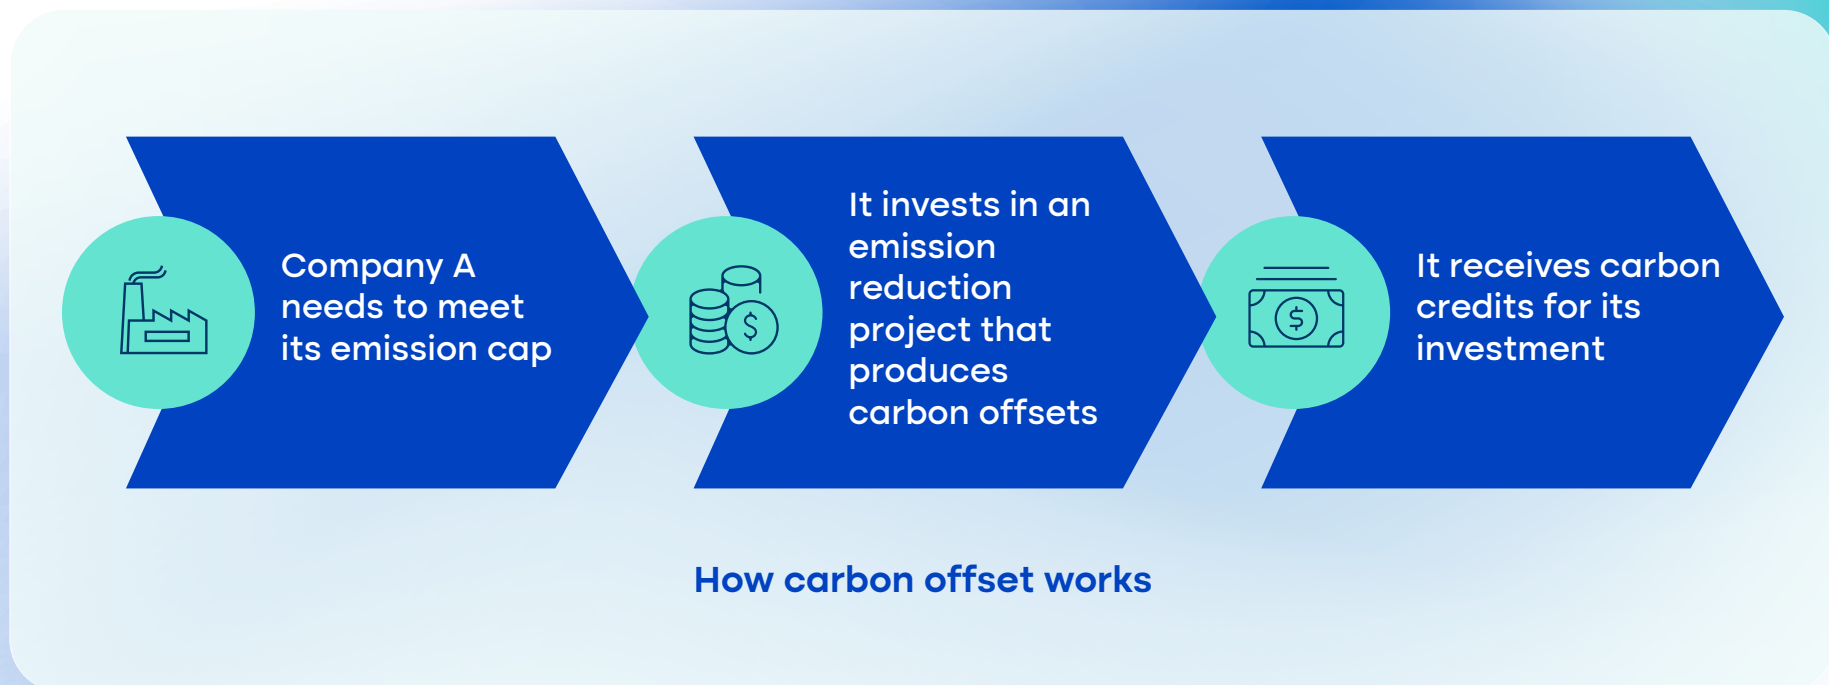 Company A
needs to meet
its emission cap
It invests in an
emission
reduction
project that
produces
carbon offsets
It receives carbon
credits for its
investment
How carbon offset works